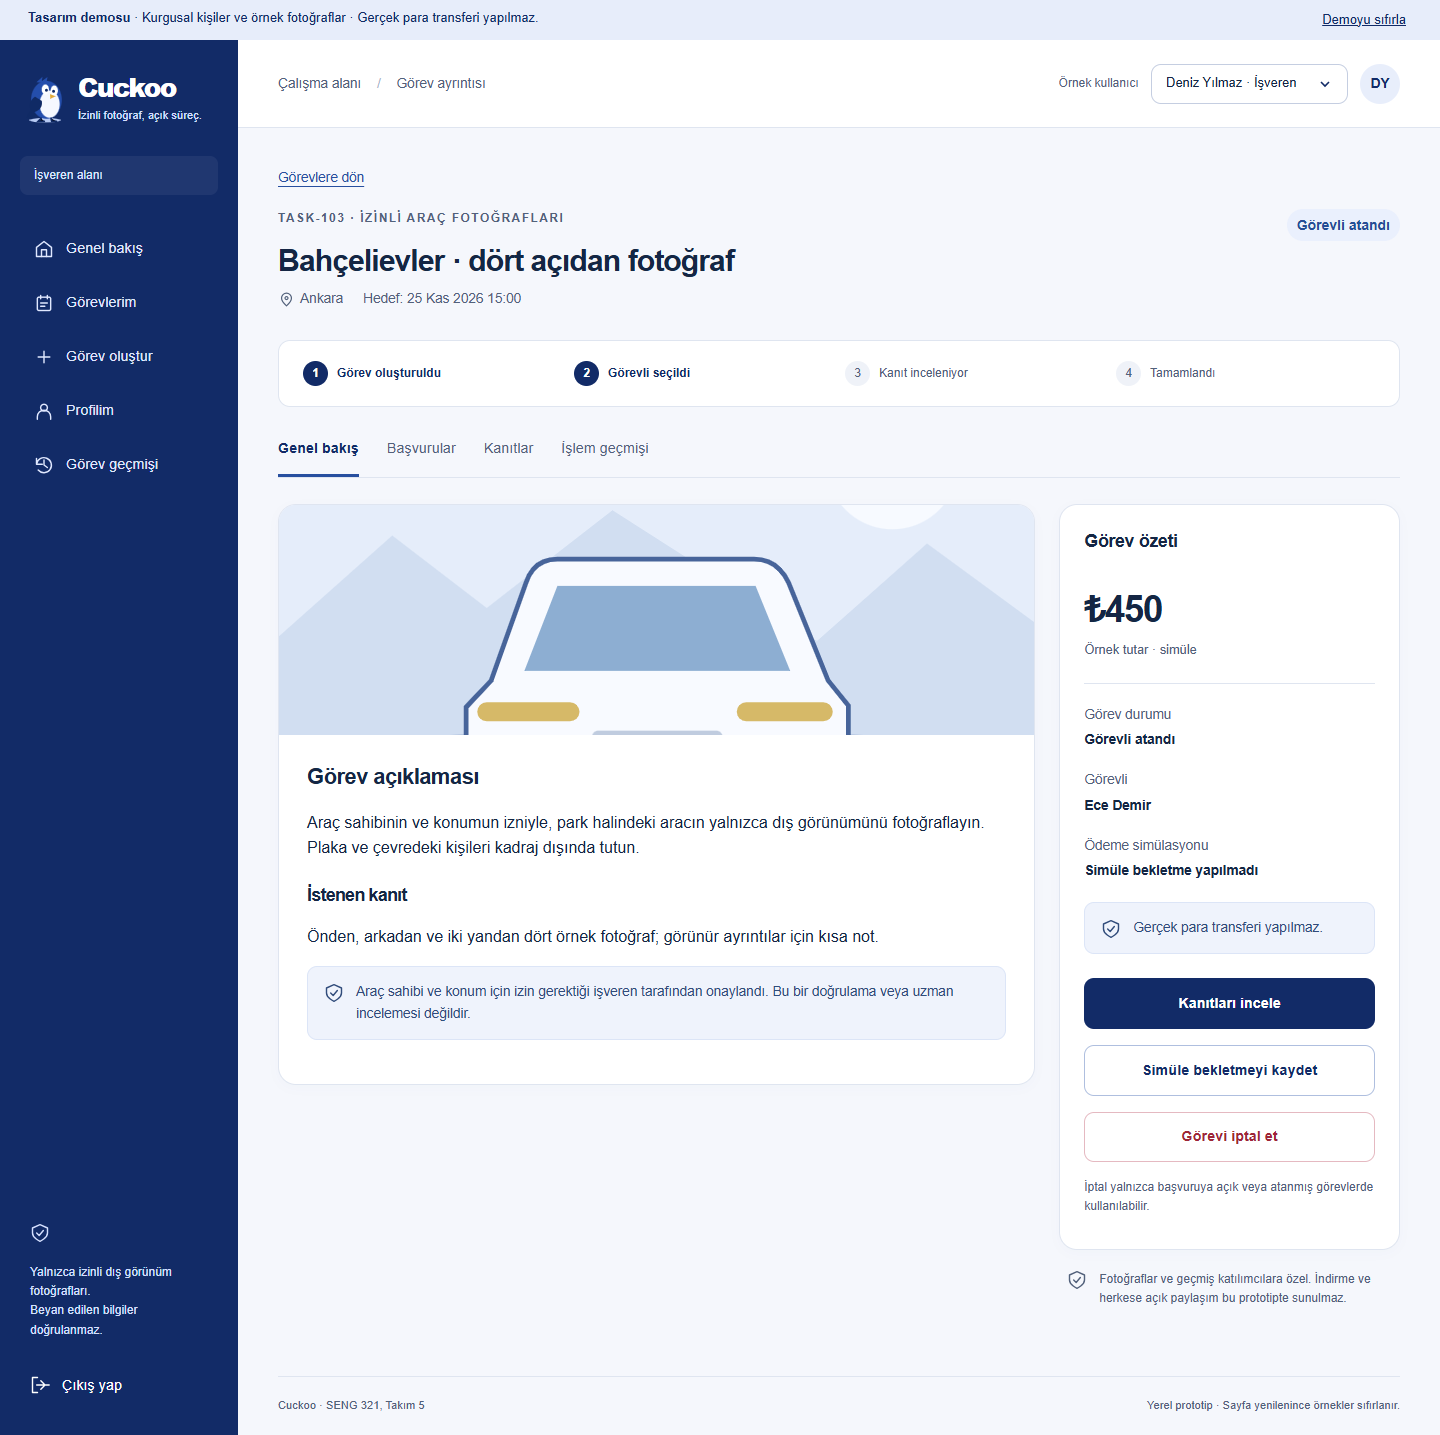 Tasarım demosu · Kurgusal kişiler ve örnek fotoğraflar · Gerçek para transferi yapılmaz.
Demoyu sıfırla
Cuckoo
İzinli fotoğraf, açık süreç.
İşveren alanı
Genel bakış
Görevlerim
Görev oluştur
Profilim
Görev geçmişi
Yalnızca izinli dış görünüm
fotoğrafları.
Beyan edilen bilgiler
doğrulanmaz.
Çıkış yap
Çalışma alanı / Görev ayrıntısı
Örnek kullanıcı
Deniz Yılmaz · İşveren
DY
Görevlere dön
TASK-103 · İZİNLİ ARAÇ FOTOĞRAFLARI
Görevli atandı
Bahçelievler · dört açıdan fotoğraf
Ankara Hedef: 25 Kas 2026 15:00
1 Görev oluşturuldu
2 Görevli seçildi
3 Kanıt inceleniyor
4 Tamamlandı
Genel bakış
Başvurular
Kanıtlar
İşlem geçmişi
Görev açıklaması
Araç sahibinin ve konumun izniyle, park halindeki aracın yalnızca dış görünümünü fotoğraflayın.
Plaka ve çevredeki kişileri kadraj dışında tutun.
İstenen kanıt
Önden, arkadan ve iki yandan dört örnek fotoğraf; görünür ayrıntılar için kısa not.
Araç sahibi ve konum için izin gerektiği işveren tarafından onaylandı. Bu bir doğrulama veya uzman
incelemesi değildir.
Görev özeti
₺450
Örnek tutar · simüle
Görev durumu
Görevli atandı
Görevli
Ece Demir
Ödeme simülasyonu
Simüle bekletme yapılmadı
Gerçek para transferi yapılmaz.
Kanıtları incele
Simüle bekletmeyi kaydet
Görevi iptal et
İptal yalnızca başvuruya açık veya atanmış görevlerde
kullanılabilir.
Fotoğraflar ve geçmiş katılımcılara özel. İndirme ve
herkese açık paylaşım bu prototipte sunulmaz.
Cuckoo · SENG 321, Takım 5
Yerel prototip · Sayfa yenilenince örnekler sıfırlanır.